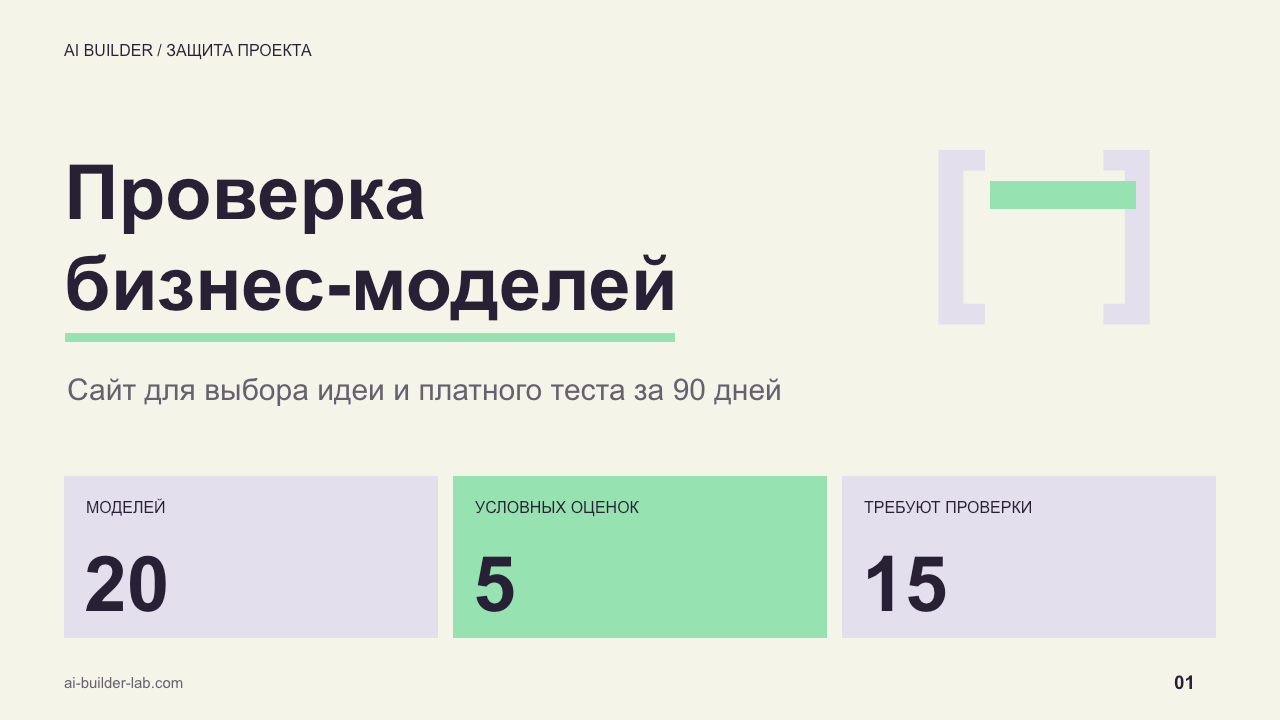 AI BUILDER / ЗАЩИТА ПРОЕКТА
Проверка
бизнес-моделей
Сайт для выбора идеи и платного теста за 90 дней
МОДЕЛЕЙ
20
УСЛОВНЫХ ОЦЕНОК
5
ТРЕБУЮТ ПРОВЕРКИ
15
ai-builder-lab.com
01